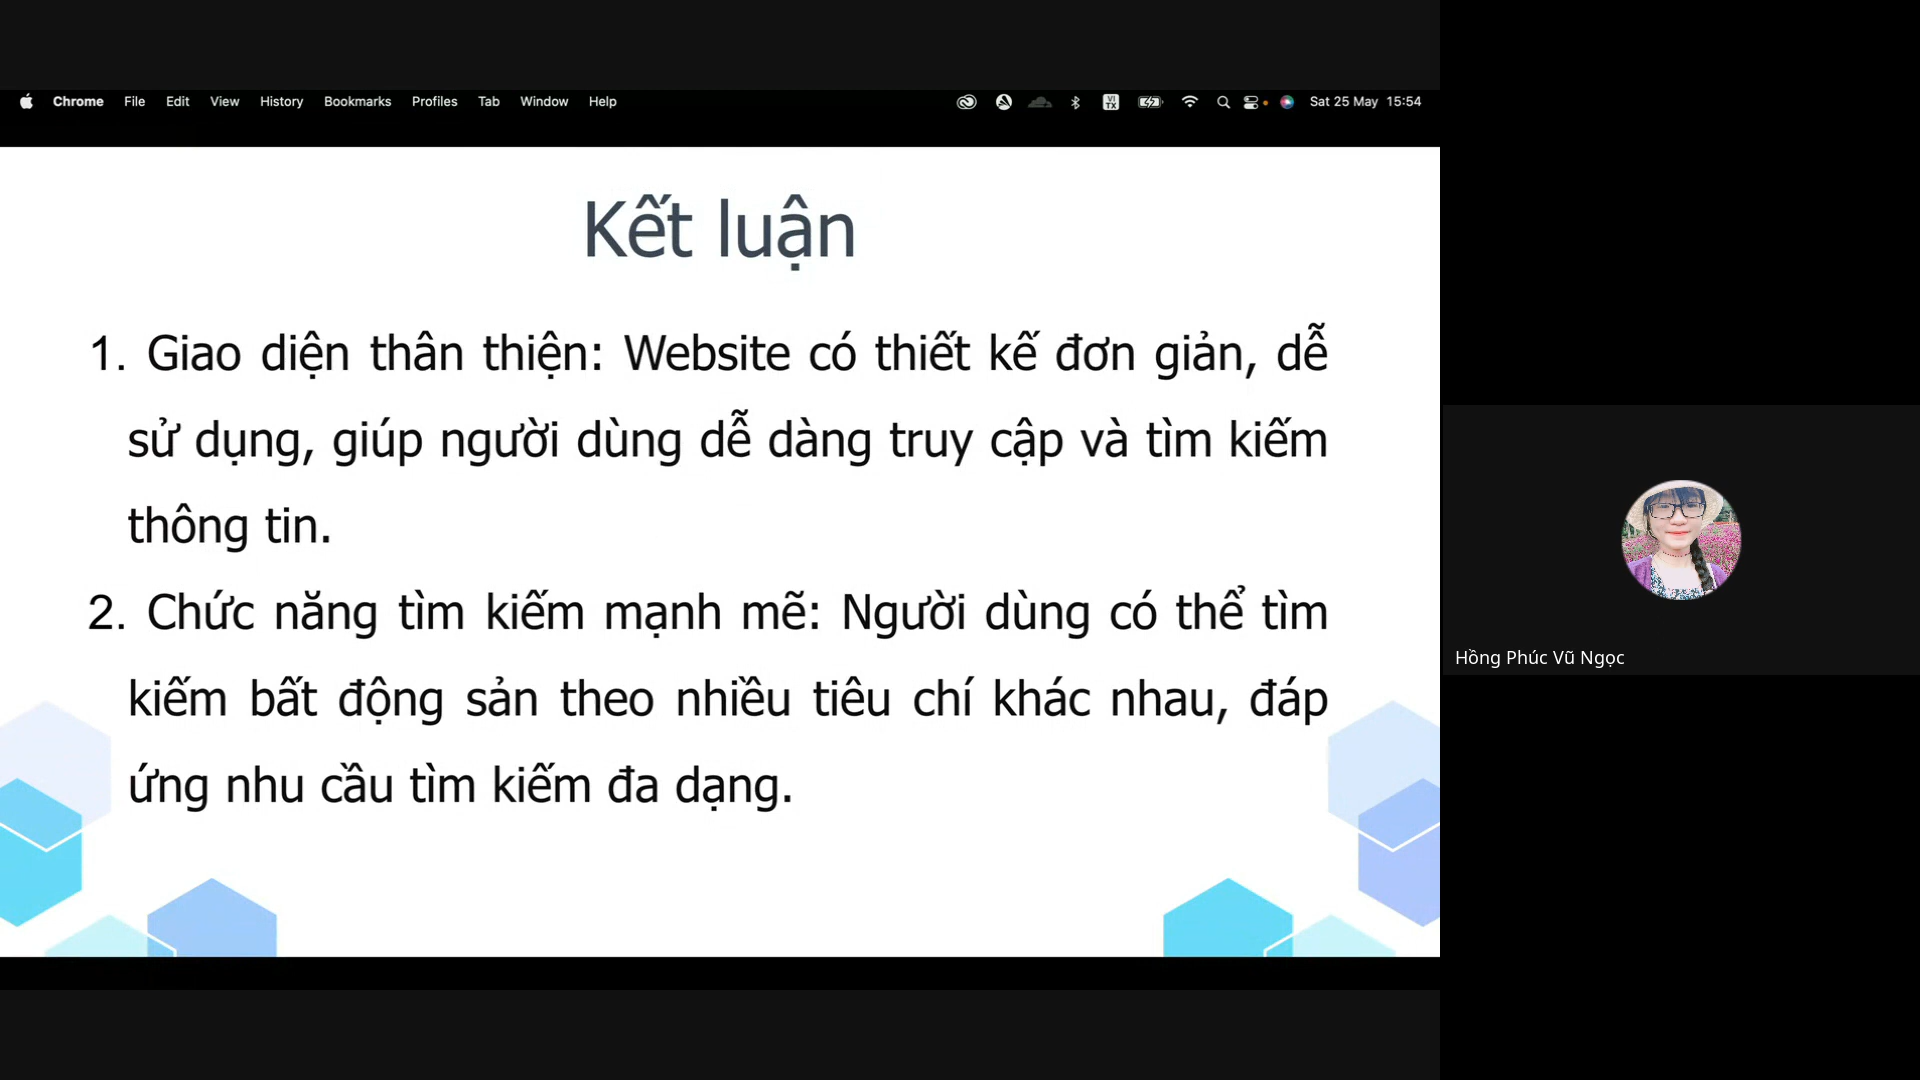 Chrome File Edit View History Bookmarks Profiles Tab Window Help VI TX Sat 25 May 15:54
Kết luận
1. Giao diện thân thiện: Website có thiết kế đơn giản, dễ
sử dụng, giúp người dùng dễ dàng truy cập và tìm kiếm
thông tin.
2. Chức năng tìm kiếm mạnh mẽ: Người dùng có thể tìm
kiếm bất động sản theo nhiều tiêu chí khác nhau, đáp
ứng nhu cầu tìm kiếm đa dạng.
Hồng Phúc Vũ Ngọc